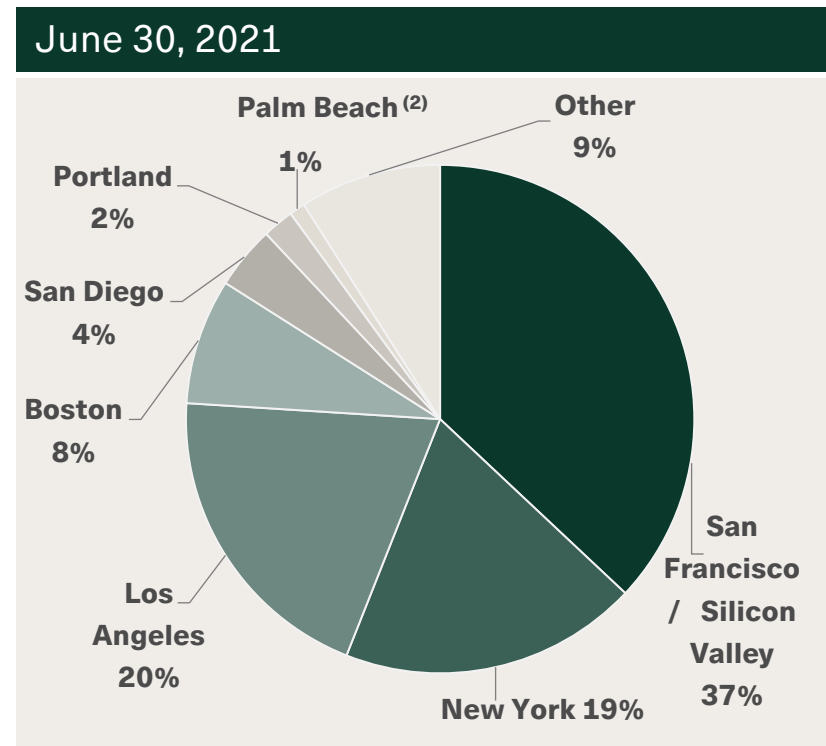 June 30, 2021
Palm Beach (2)
1%
Other
9%
Portland
2%
San Diego
4%
Boston
8%
Los
Angeles
20%
New York 19%
San
Francisco
/ Silicon
Valley
37%